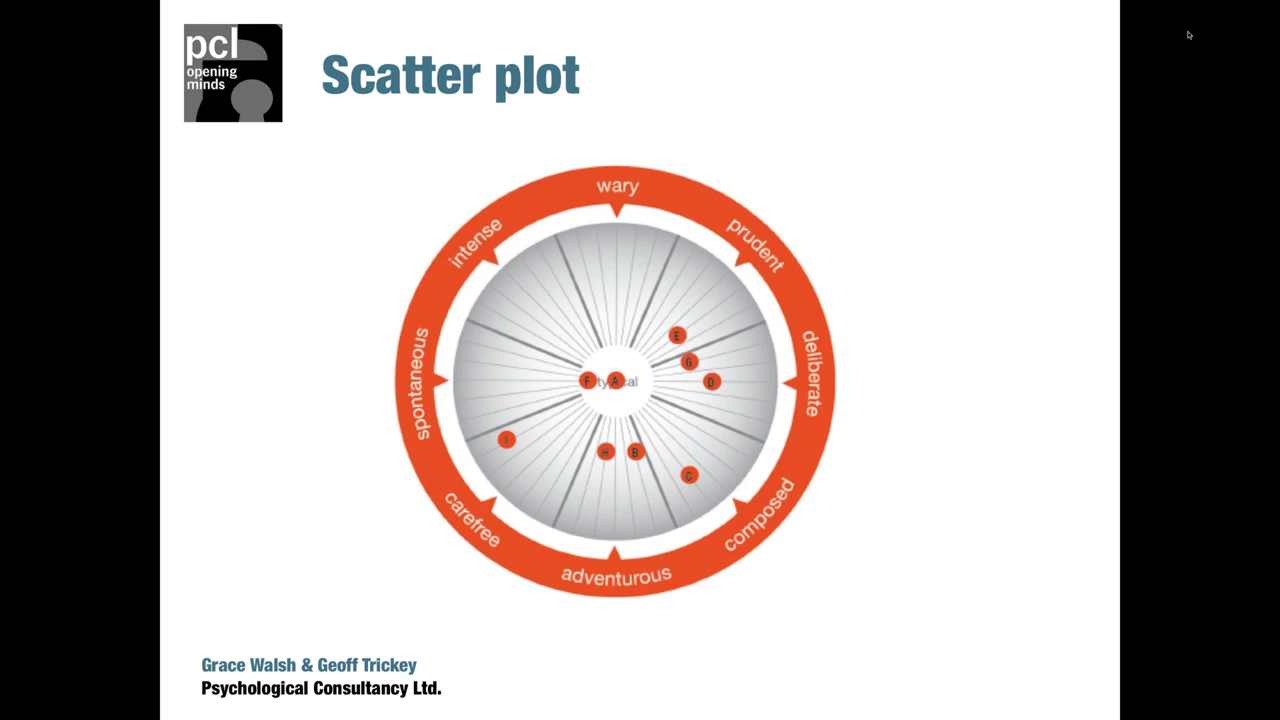 pcl
opening
minds
Scatter plot
wary
intense
prudent
spontaneous
deliberate
E
G
F
A
D
I
H
B
C
carefree
composed
adventurous
Grace Walsh & Geoff Trickey
Psychological Consultancy Ltd.